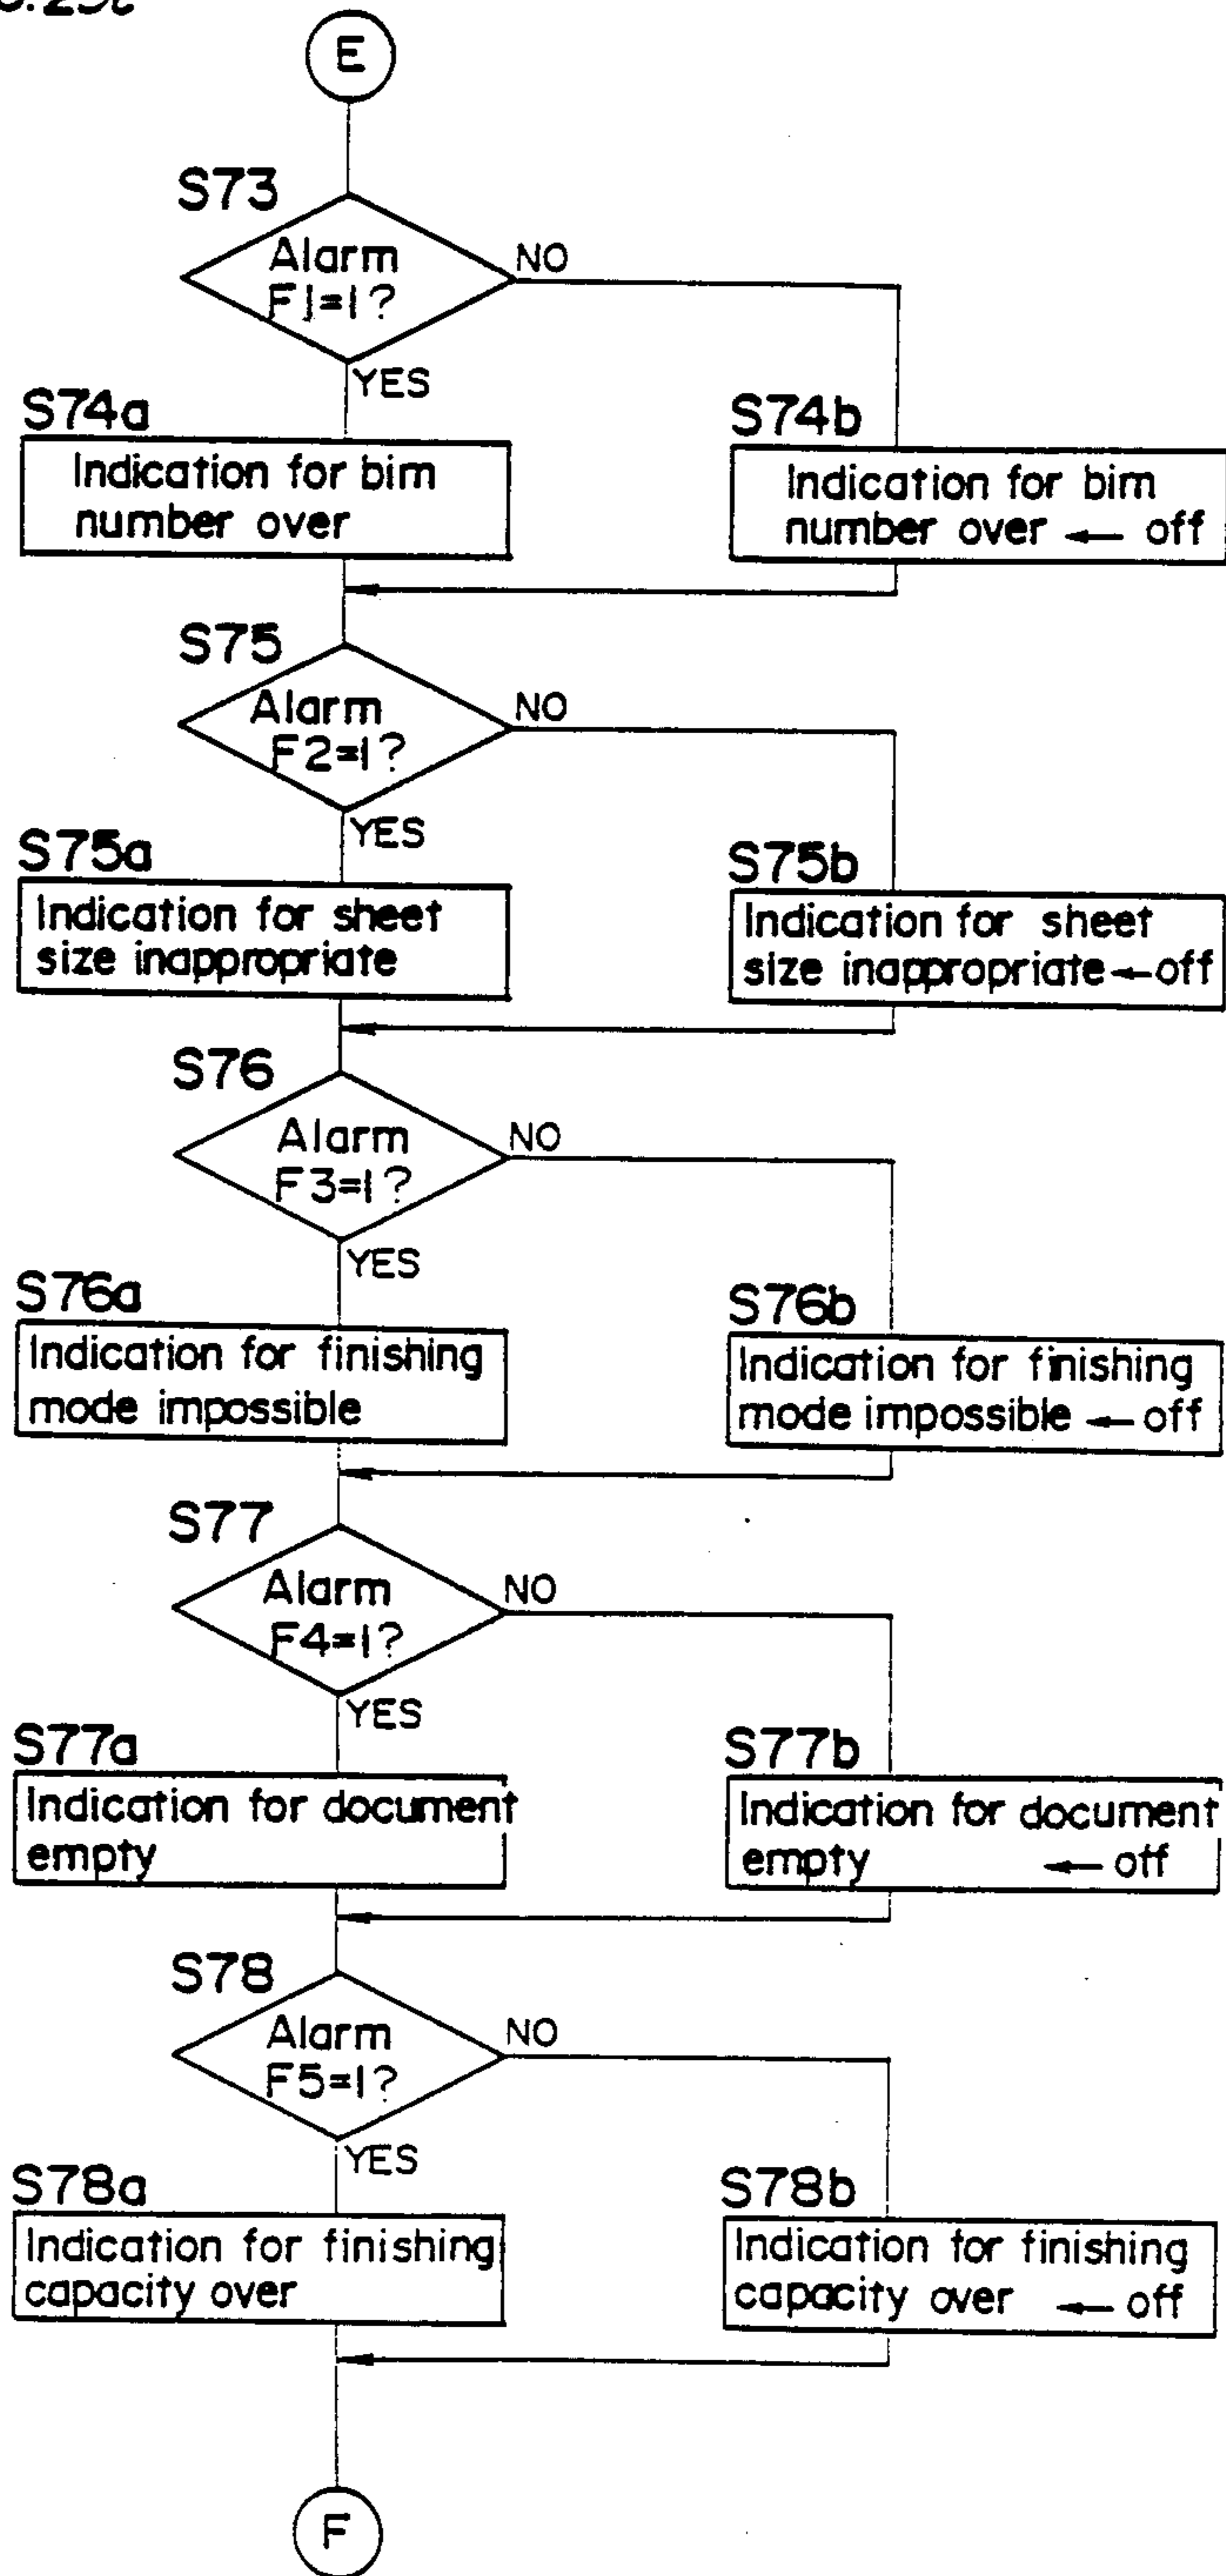 E
S73
Alarm
F1=1?
NO
YES
S74a
Indication for bim
number over
S74b
Indication for bim
number over ← off
S75
Alarm
F2=1?
NO
YES
S75a
Indication for sheet
size inappropriate
S75b
Indication for sheet
size inappropriate ← off
S76
Alarm
F3=1?
NO
YES
S76a
Indication for finishing
mode impossible
S76b
Indication for finishing
mode impossible ← off
S77
Alarm
F4=1?
NO
YES
S77a
Indication for document
empty
S77b
Indication for document
empty ← off
S78
Alarm
F5=1?
NO
YES
S78a
Indication for finishing
capacity over
S78b
Indication for finishing
capacity over ← off
F